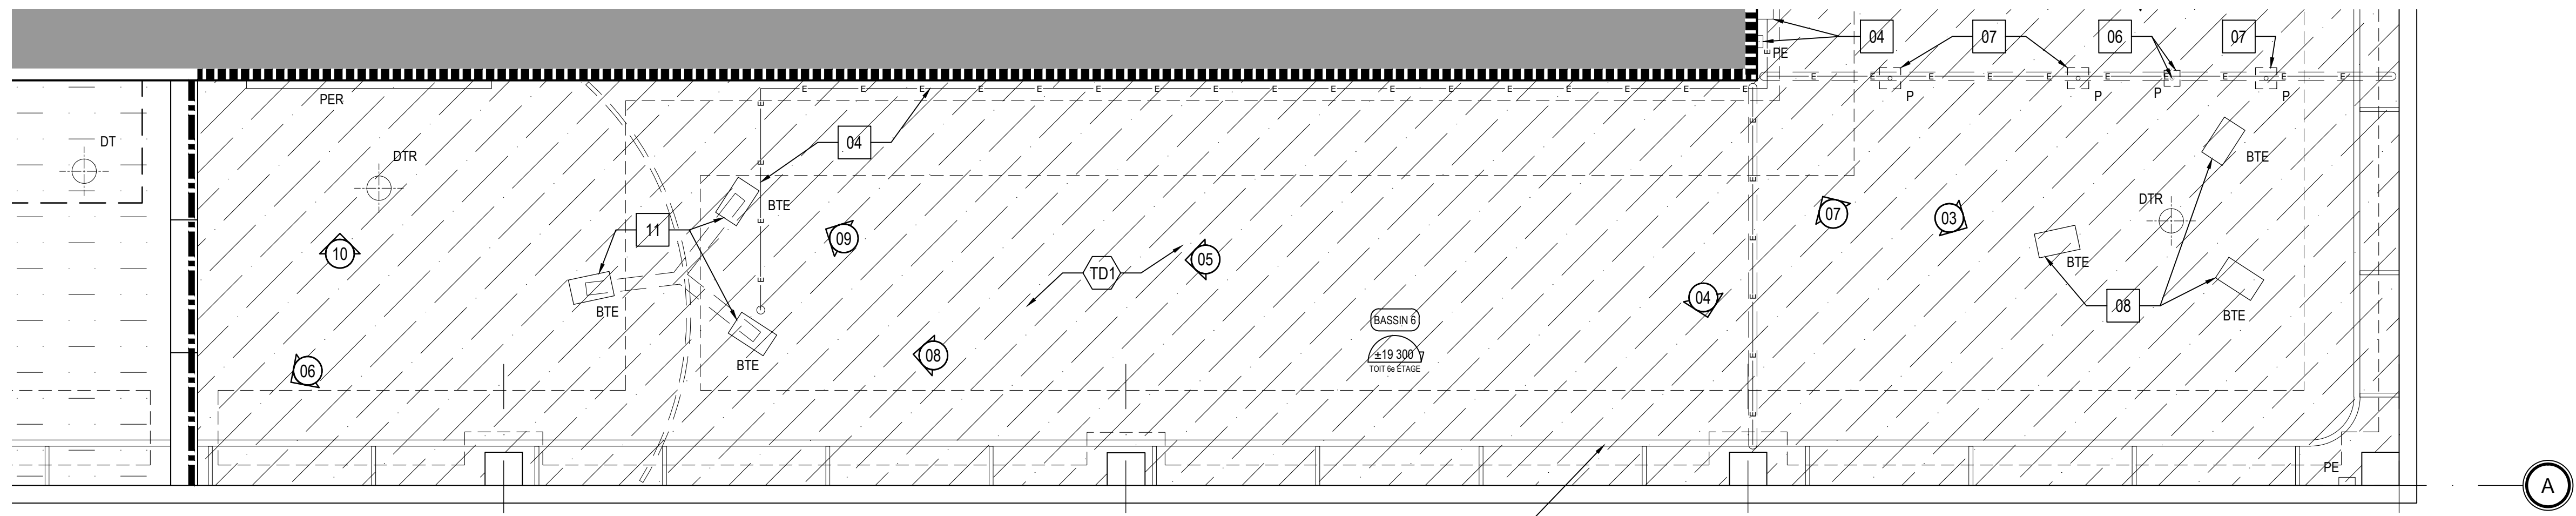 04
07
06
07
PE
E E E E E E E E E
P
P
P
P
PER
E E E E E E E E E E E E E E E E E
DT
DTR
04
BTE
E
E
E
E
11
BTE
BTE
10
09
06
08
TD1
05
BASSIN 6
±19 300
TOIT 6e ÉTAGE
04
E
E
E
E
E
E
07
03
DTR
BTE
BTE
BTE
08
PE
A